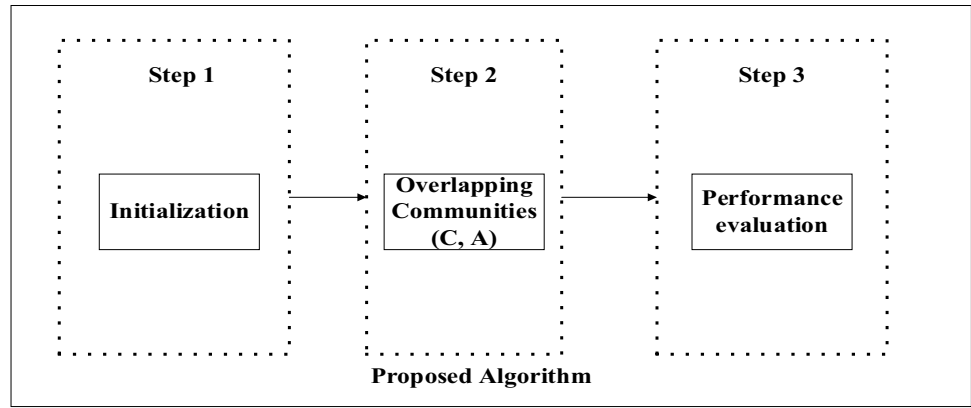 Step 1
Initialization
Step 2
Overlapping
Communities
(C, A)
Step 3
Performance
evaluation
Proposed Algorithm